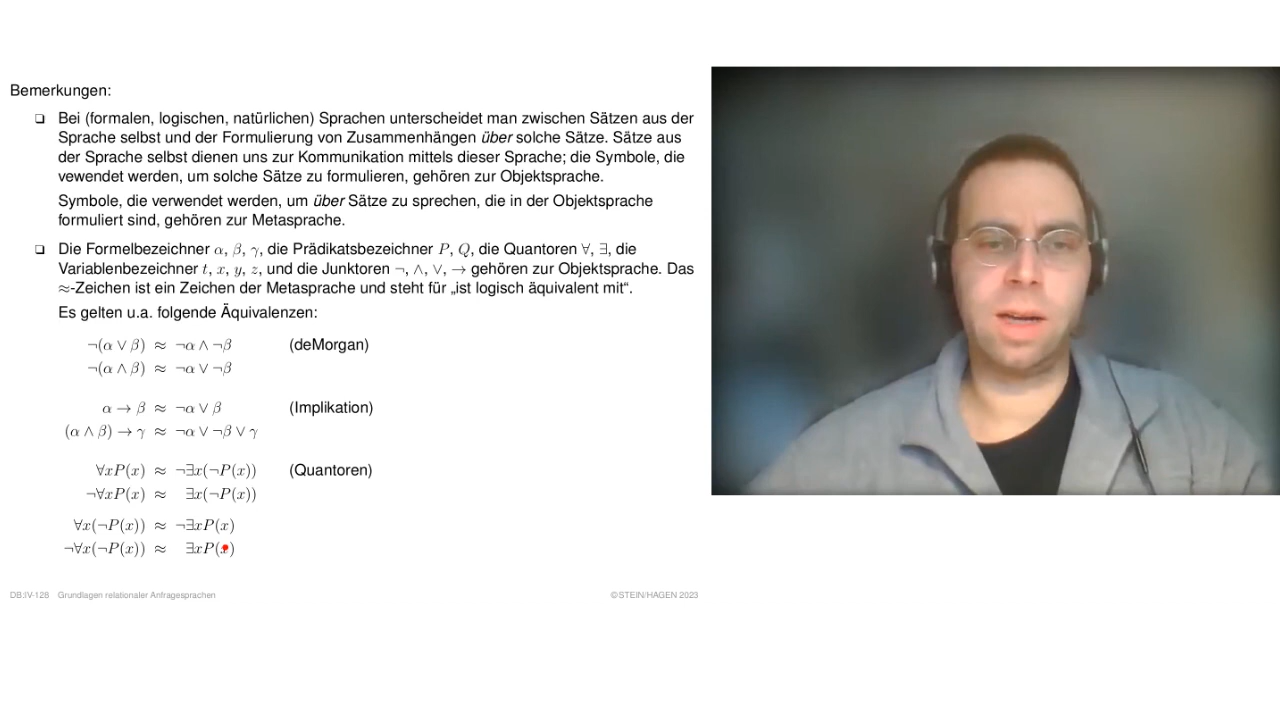 Bemerkungen:
❑ Bei (formalen, logischen, natürlichen) Sprachen unterscheidet man zwischen Sätzen aus der
Sprache selbst und der Formulierung von Zusammenhängen über solche Sätze. Sätze aus
der Sprache selbst dienen uns zur Kommunikation mittels dieser Sprache; die Symbole, die
vewendet werden, um solche Sätze zu formulieren, gehören zur Objektsprache.
Symbole, die verwendet werden, um über Sätze zu sprechen, die in der Objektsprache
formuliert sind, gehören zur Metasprache.
❑ Die Formelbezeichner α, β, γ, die Prädikatsbezeichner P, Q, die Quantoren ∀, ∃, die
Variablenbezeichner t, x, y, z, und die Junktoren ¬, ∧, ∨, → gehören zur Objektsprache. Das
≈-Zeichen ist ein Zeichen der Metasprache und steht für „ist logisch äquivalent mit“.
Es gelten u.a. folgende Äquivalenzen:
¬(α ∨ β) ≈ ¬α ∧ ¬β (deMorgan)
¬(α ∧ β) ≈ ¬α ∨ ¬β
α → β ≈ ¬α ∨ β (Implikation)
(α ∧ β) → γ ≈ ¬α ∨ ¬β ∨ γ
∀xP(x) ≈ ¬∃x(¬P(x)) (Quantoren)
¬∀xP(x) ≈ ∃x(¬P(x))
∀x(¬P(x)) ≈ ¬∃xP(x)
¬∀x(¬P(x)) ≈ ∃xP(x)
DB:IV-128 Grundlagen relationaler Anfragesprachen ©STEIN/HAGEN 2023